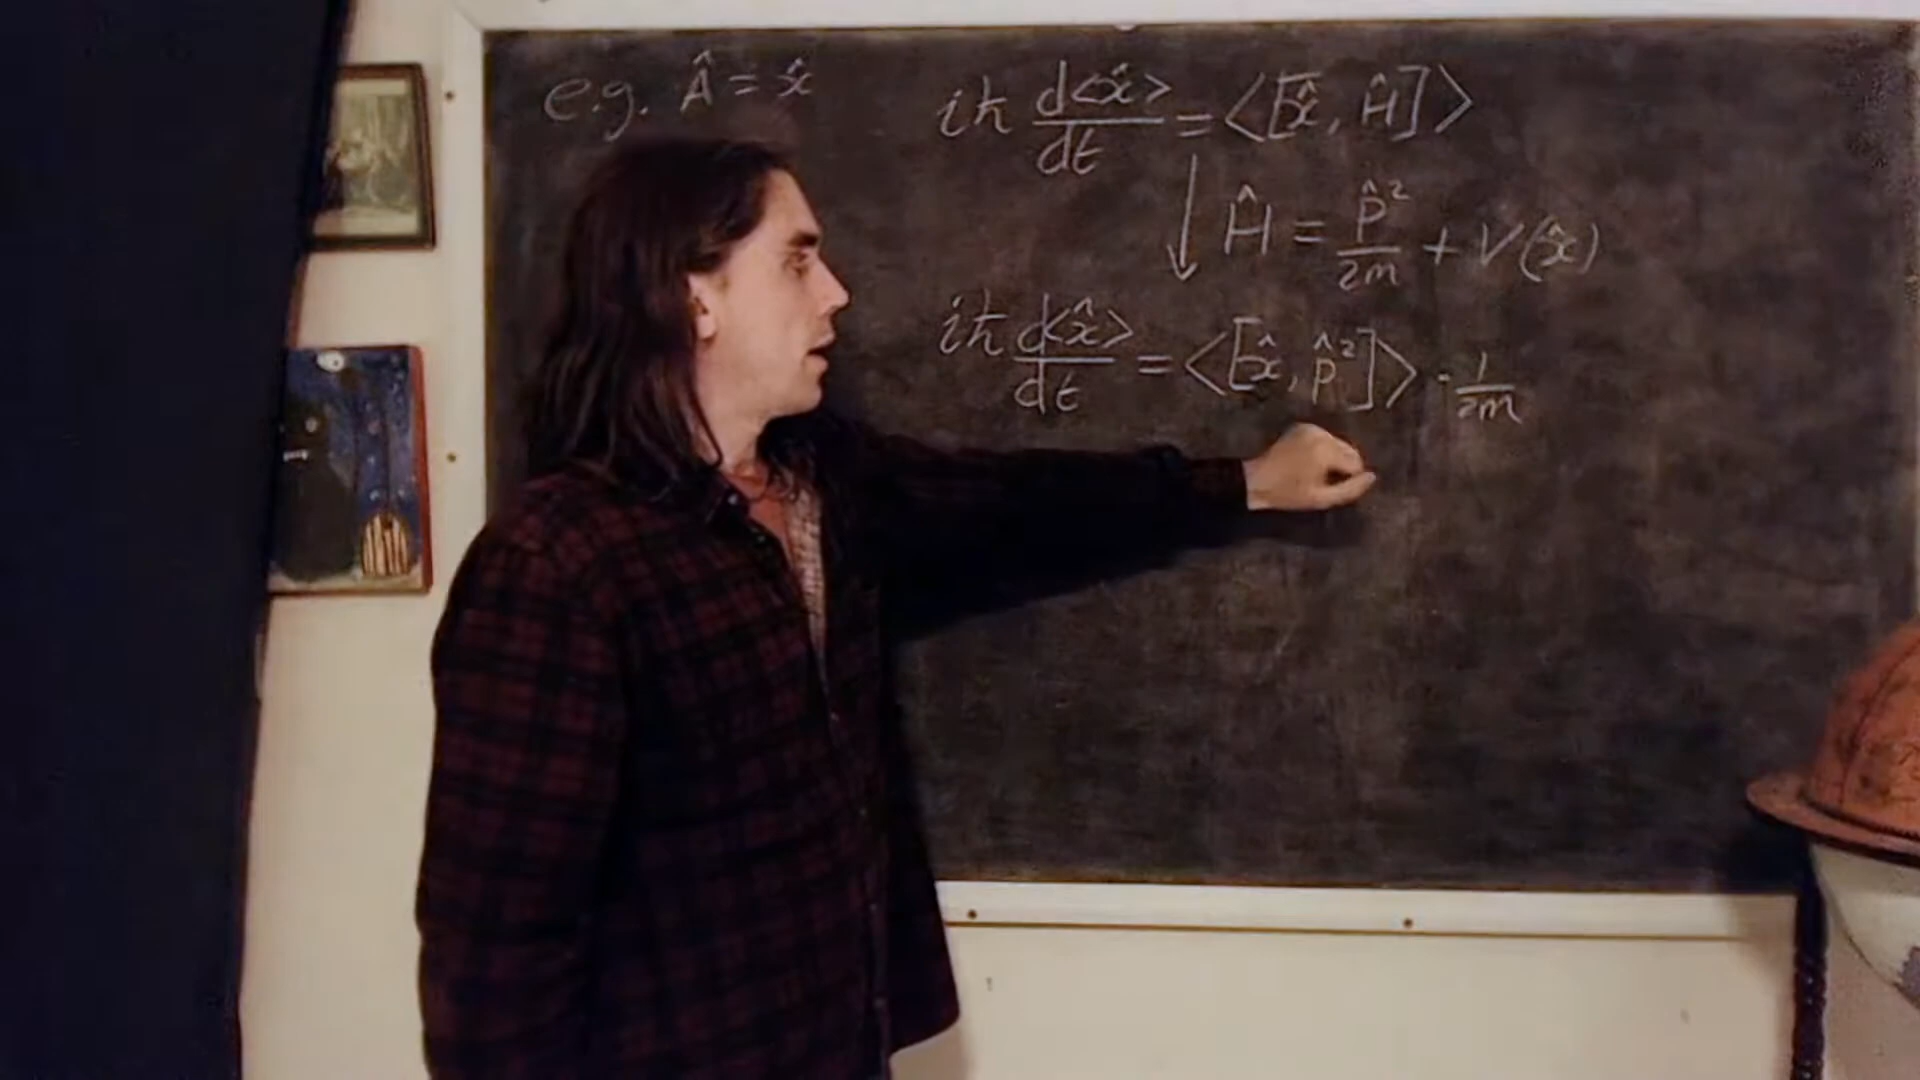 e.g. Â = x̂
iħ d<x̂>/dt = <[x̂, Ĥ]>
↓ Ĥ = p̂²/2m + V(x̂)
iħ d<x̂>/dt = <[x̂, p̂²]> · 1/2m